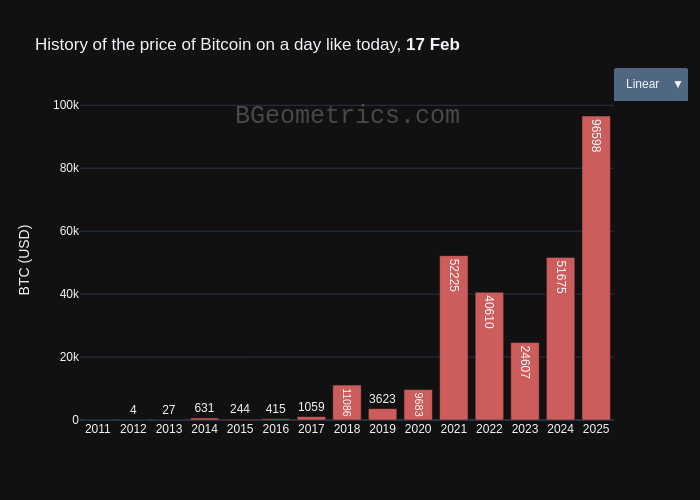 History of the price of Bitcoin on a day like today, 17 Feb
Linear ▼
BGeometrics.com
100k
80k
60k
40k
20k
0
BTC (USD)
4
27
631
244
415
1059
11086
3623
9683
52225
40610
24607
51675
96598
2011 2012 2013 2014 2015 2016 2017 2018 2019 2020 2021 2022 2023 2024 2025